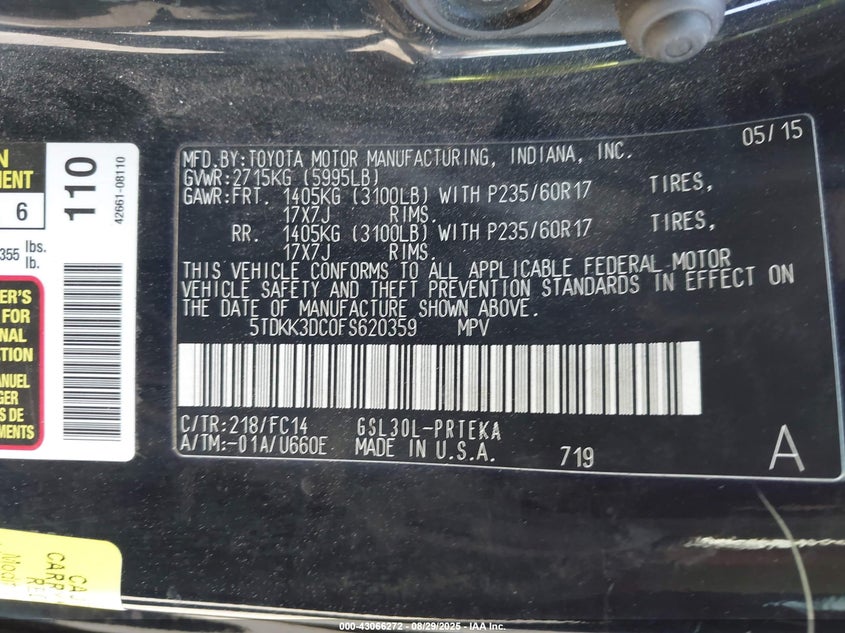 05/15
MFD.BY:TOYOTA MOTOR MANUFACTURING, INDIANA, INC.
GVWR:2715KG (5995LB)
GAWR:FRT. 1405KG (3100LB) WITH P235/60R17 TIRES,
17X7J RIMS.
RR. 1405KG (3100LB) WITH P235/60R17 TIRES,
17X7J RIMS.
THIS VEHICLE CONFORMS TO ALL APPLICABLE FEDERAL MOTOR
VEHICLE SAFETY AND THEFT PREVENTION STANDARDS IN EFFECT ON
THE DATE OF MANUFACTURE SHOWN ABOVE.
5TDKK3DC0FS620359 MPV
C/TR:218/FC14 GSL30L-PRTEKA
A/TM:-01A/U660E MADE IN U.S.A. 719 A
110
42661-08110
6
355 lbs.
lb.
FOR
000-43066272 - 08/29/2025 - IAA Inc.